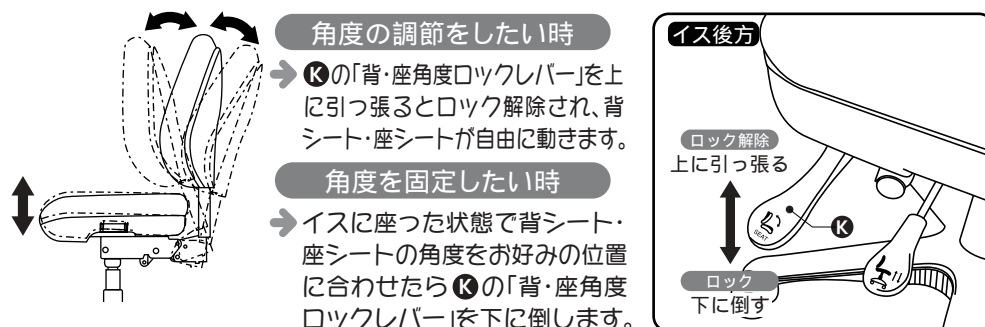 角度の調節をしたい時
Kの「背・座角度ロックレバー」を上
に引っ張るとロック解除され、背
シート・座シートが自由に動きます。
角度を固定したい時
イスに座った状態で背シート・
座シートの角度をお好みの位置
に合わせたらKの「背・座角度
ロックレバー」を下に倒します。
イス後方
ロック解除
上に引っ張る
K
SEAT
ロック
下に倒す